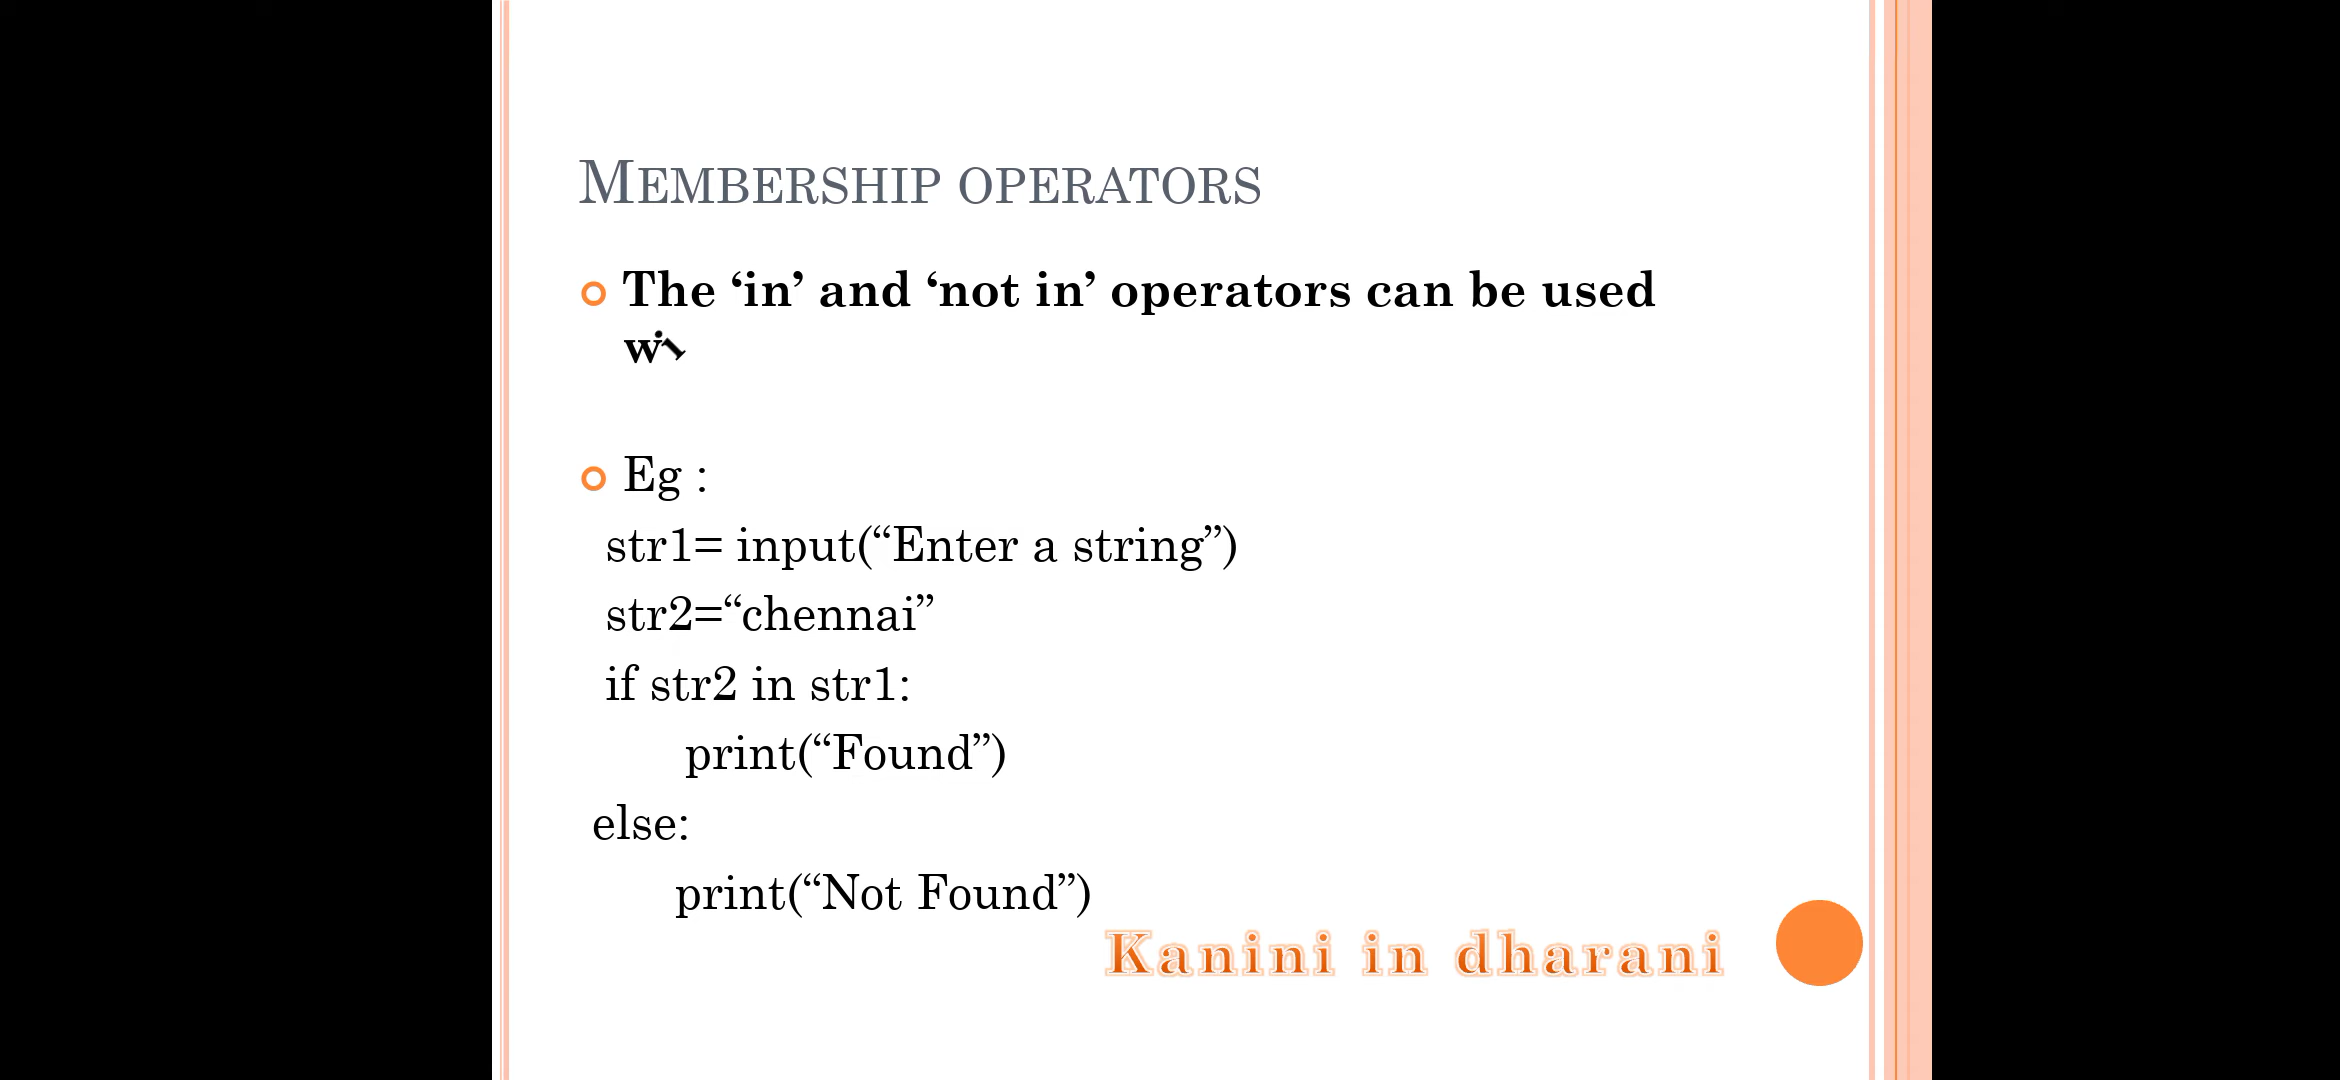 MEMBERSHIP OPERATORS
The ‘in’ and ‘not in’ operators can be used
Eg :
str1= input(“Enter a string”)
str2=“chennai”
if str2 in str1:
print(“Found”)
else:
print(“Not Found”)
Kanini in dharani